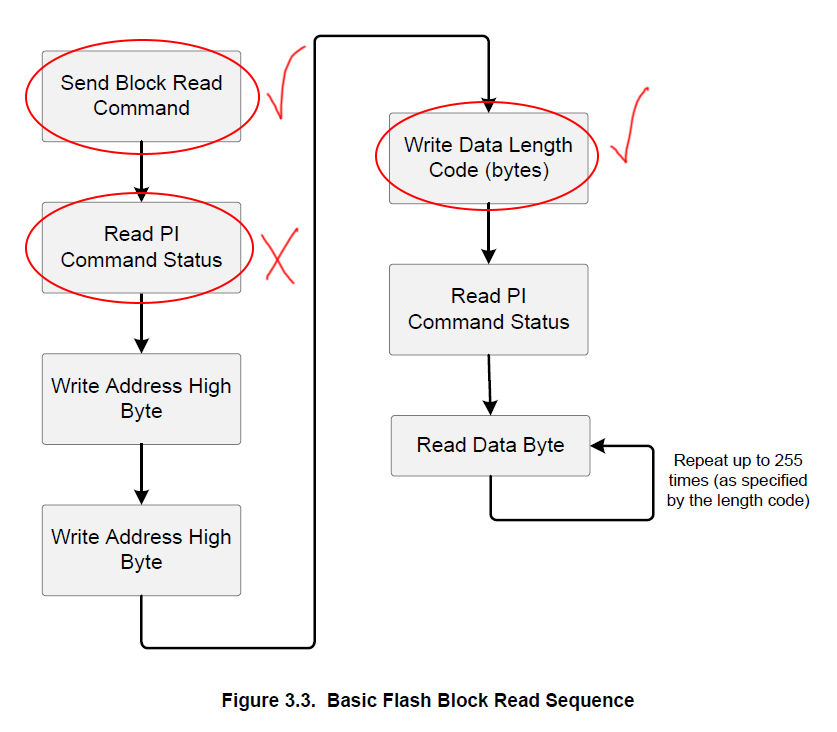 Send Block Read
Command
Read PI
Command Status
Write Address High
Byte
Write Address High
Byte
Write Data Length
Code (bytes)
Read PI
Command Status
Read Data Byte
Repeat up to 255
times (as specified
by the length code)
Figure 3.3.  Basic Flash Block Read Sequence